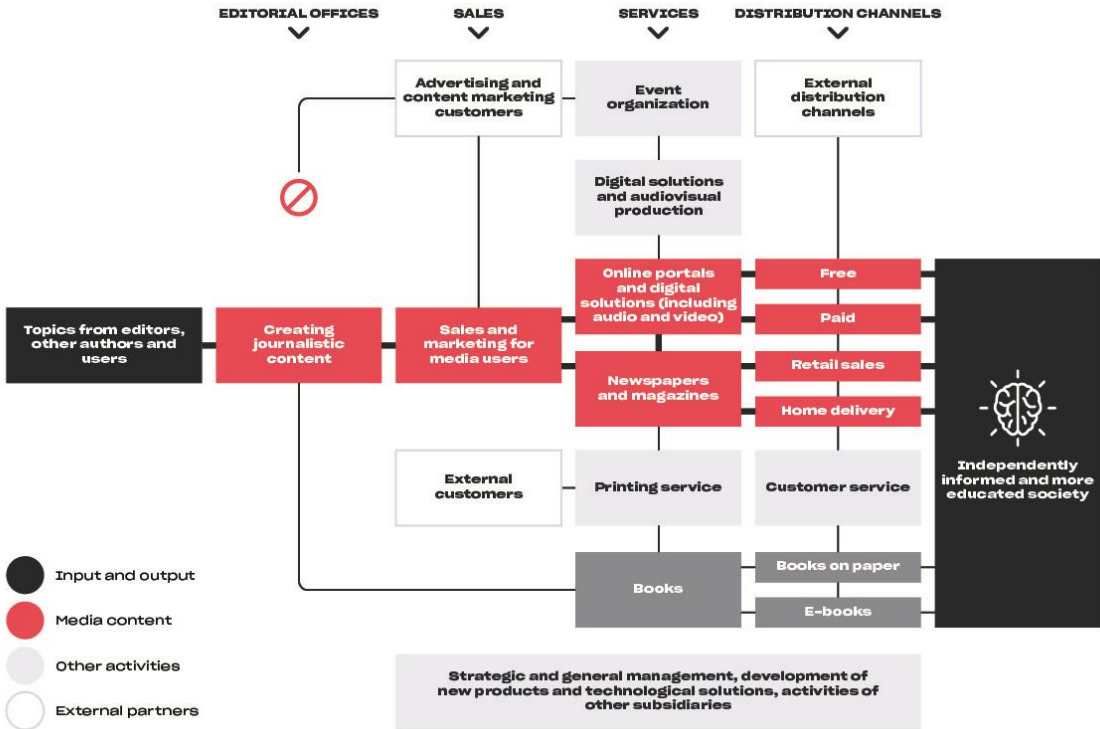 EDITORIAL OFFICES
SALES
SERVICES
DISTRIBUTION CHANNELS
Advertising and
content marketing
customers
Event
organization
External
distribution
channels
Digital solutions
and audiovisual
production
Topics from editors,
other authors and
users
Creating
journalistic
content
Sales and
marketing for
media users
Online portals
and digital
solutions (including
audio and video)
Newspapers
and magazines
Free
Paid
Retail sales
Home delivery
Independently
informed and more
educated society
External
customers
Printing service
Customer service
Books
Books on paper
E-books
Input and output
Media content
Other activities
External partners
Strategic and general management, development of
new products and technological solutions, activities of
other subsidiaries